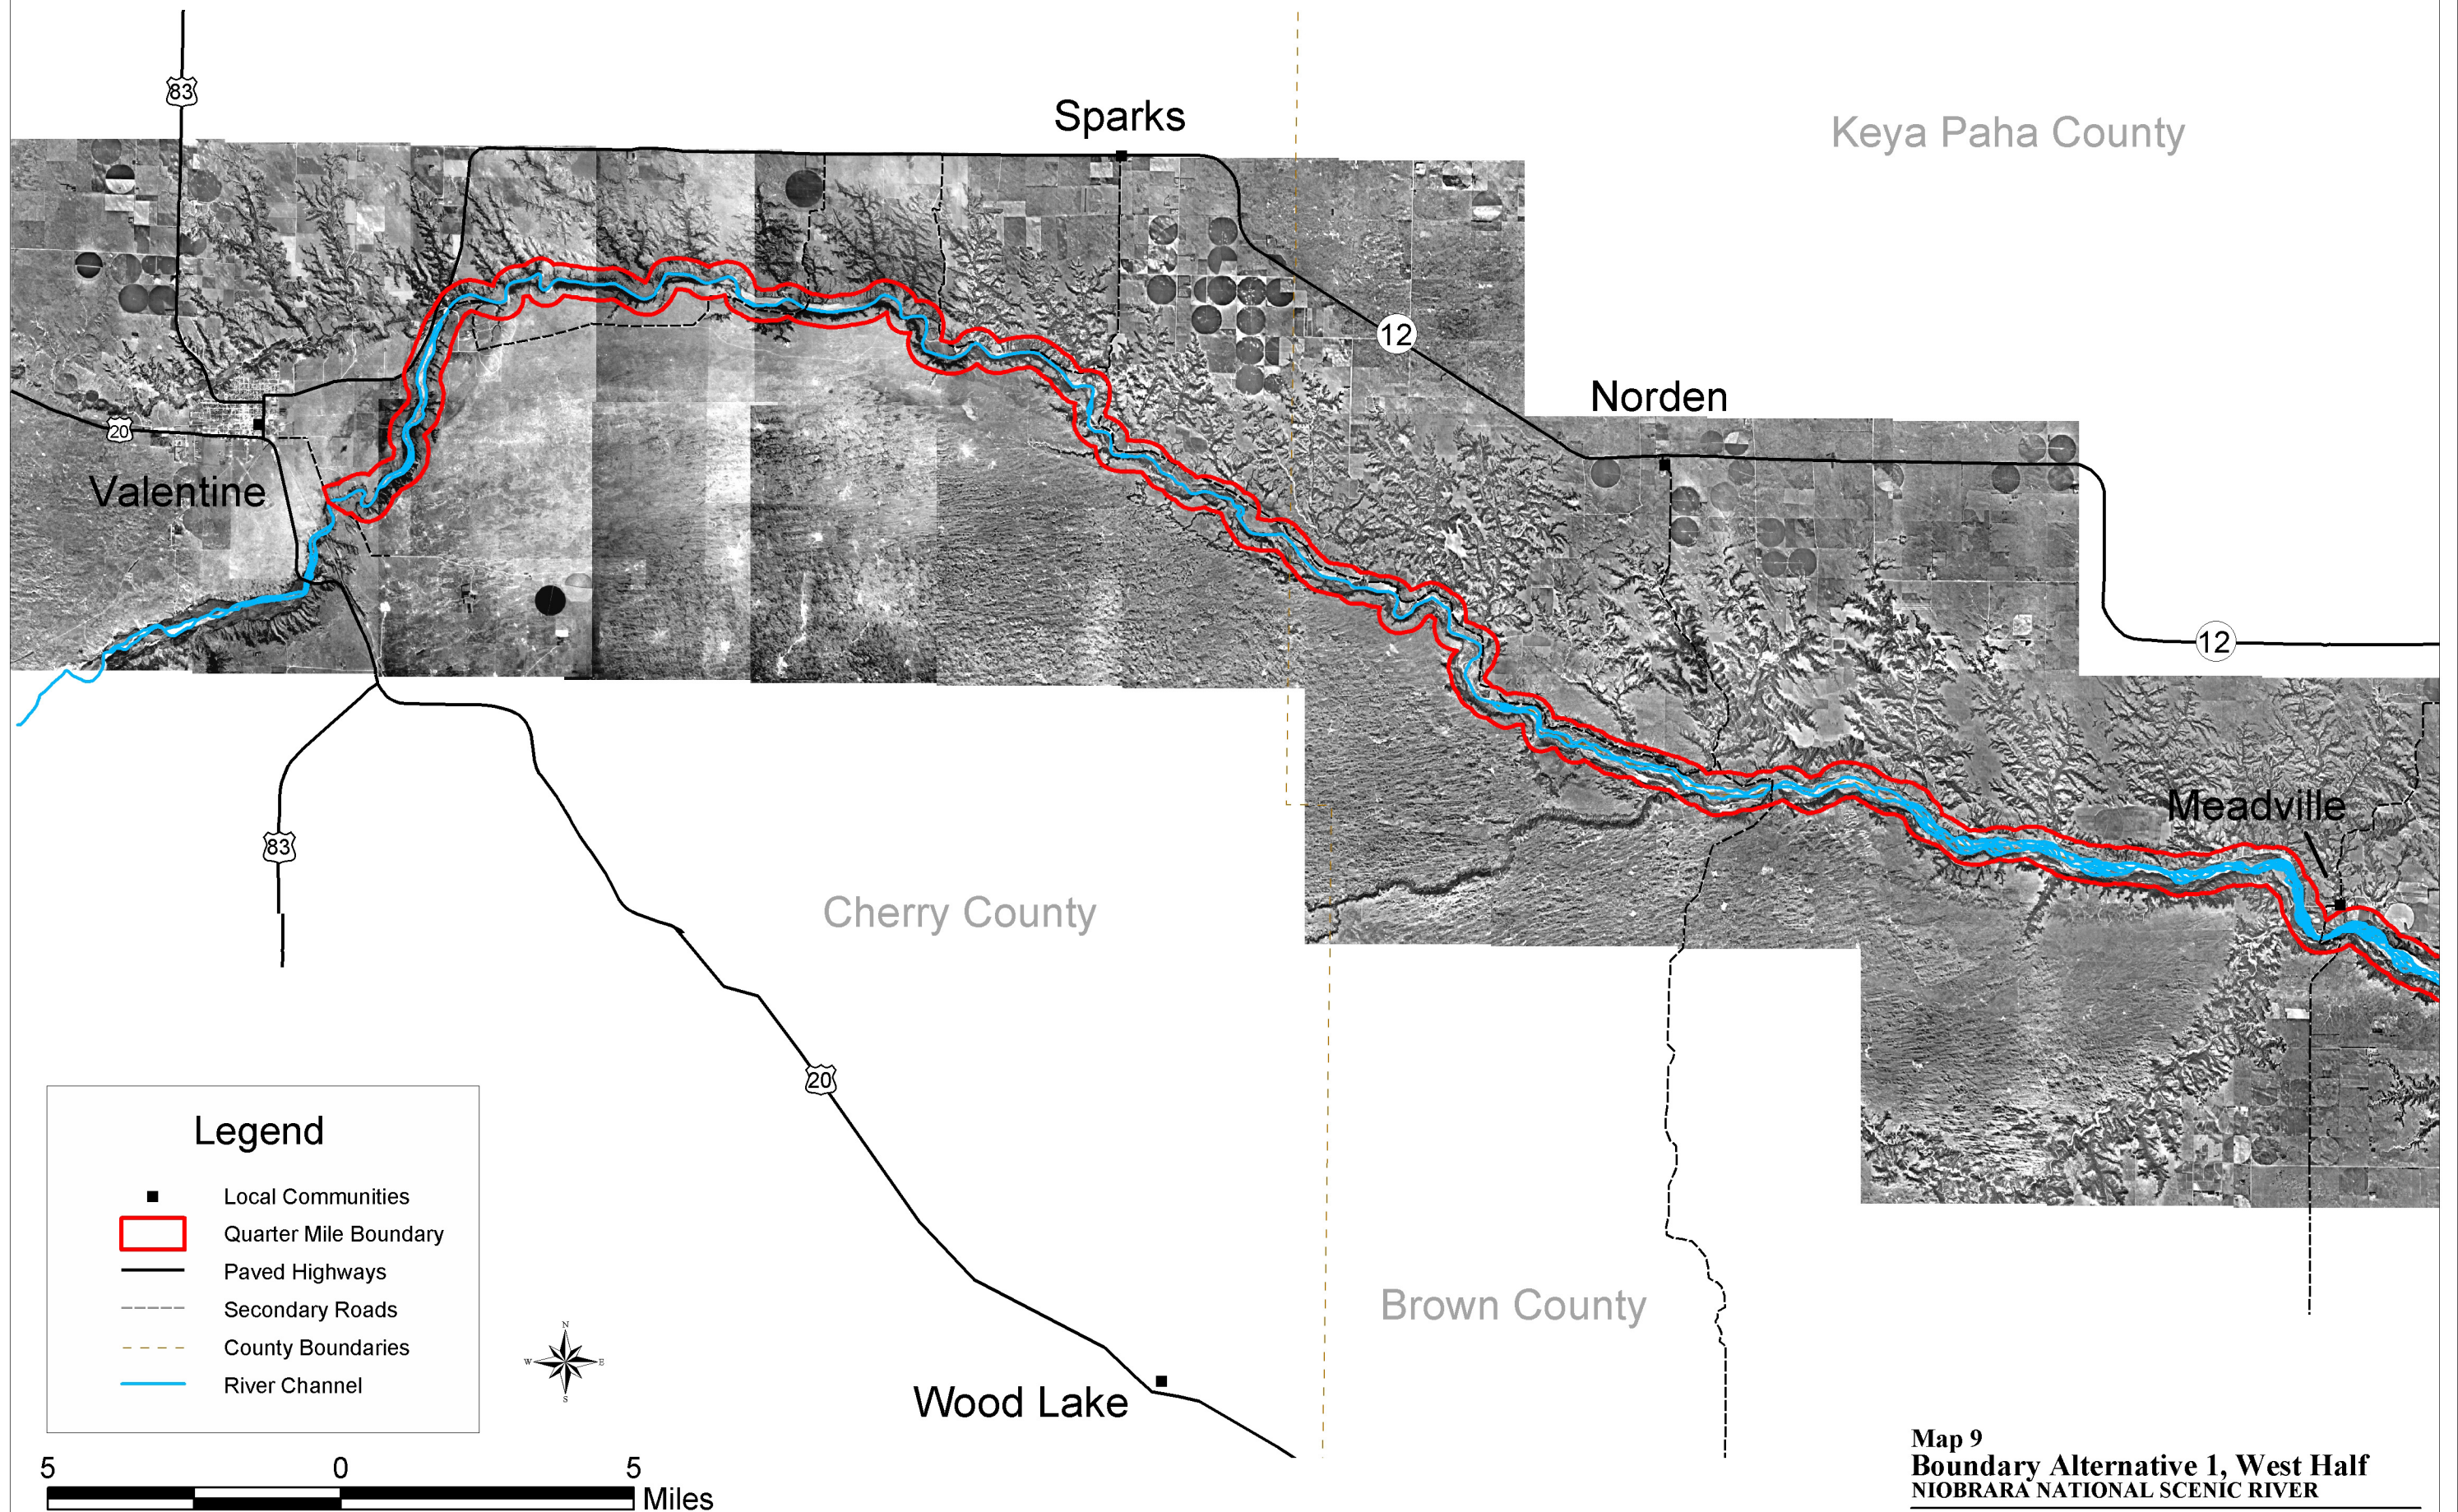 83
Sparks
Keya Paha County
12
Norden
20
Valentine
12
Meadville
83
Cherry County
20
Brown County
Wood Lake
Legend
Local Communities
Quarter Mile Boundary
Paved Highways
Secondary Roads
County Boundaries
River Channel
N
W E
S
5 0 5
Miles
Map 9
Boundary Alternative 1, West Half
NIOBRARA NATIONAL SCENIC RIVER